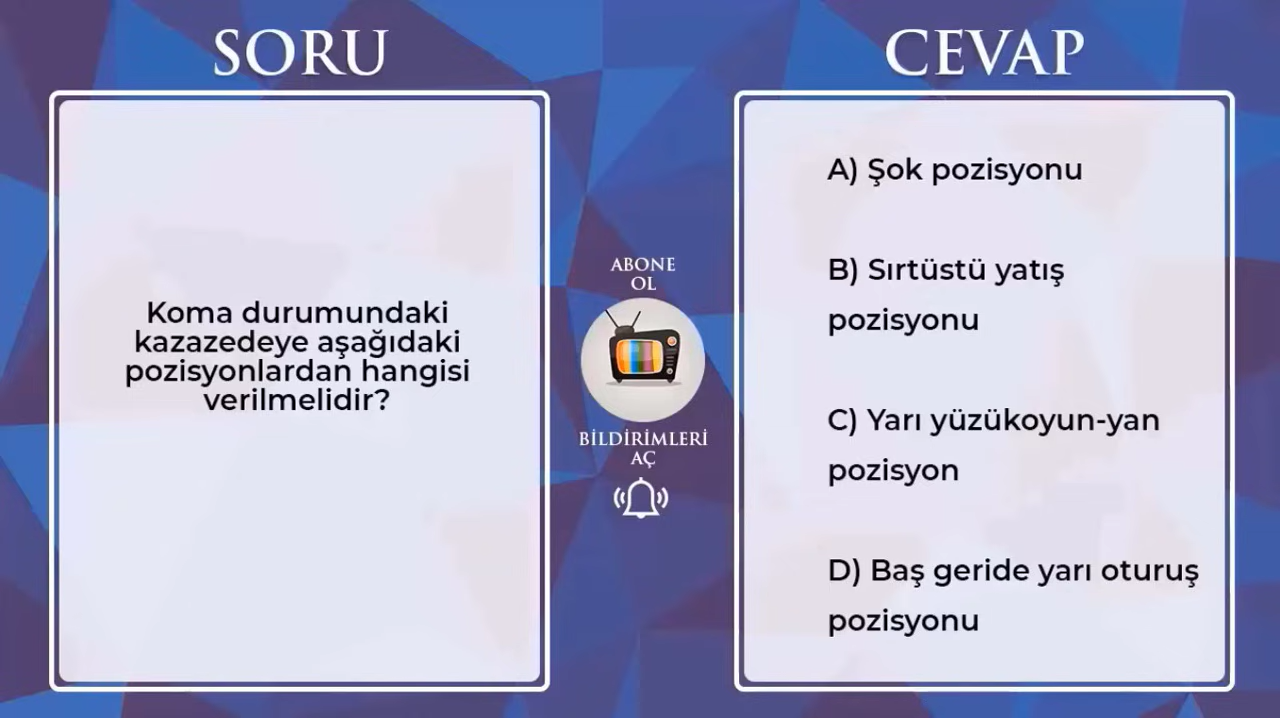 SORU
Koma durumundaki
kazazedeye aşağıdaki
pozisyonlardan hangisi
verilmelidir?
ABONE
OL
BİLDİRİMLERİ
AÇ
CEVAP
A) Şok pozisyonu
B) Sırtüstü yatış
pozisyonu
C) Yarı yüzükoyun-yan
pozisyon
D) Baş geride yarı oturuş
pozisyonu